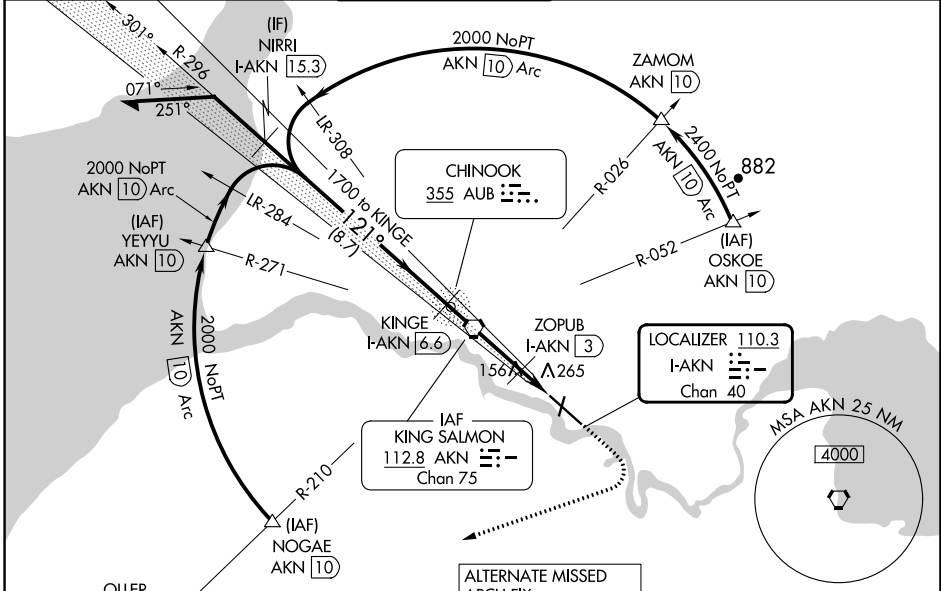 301°
R-296
(IF)
NIRRI
I-AKN 15.3
071°
251°
2000 NoPT
AKN 10 Arc
ZAMOM
AKN 10
2400 NoPT
AKN 10 Arc
882
LR-308
R-026
CHINOOK
355 AUB
2000 NoPT
AKN 10 Arc
LR-284
1700 to KINGE
121°
(8.7)
(IAF)
YEYYU
AKN 10
R-271
R-052
(IAF)
OSKOE
AKN 10
KINGE
I-AKN 6.6
ZOPUB
I-AKN 3
156
265
LOCALIZER 110.3
I-AKN
Chan 40
2000 NoPT
AKN 10 Arc
IAF
KING SALMON
112.8 AKN
Chan 75
MSA AKN 25 NM
4000
R-210
(IAF)
NOGAE
AKN 10
ALTERNATE MISSED